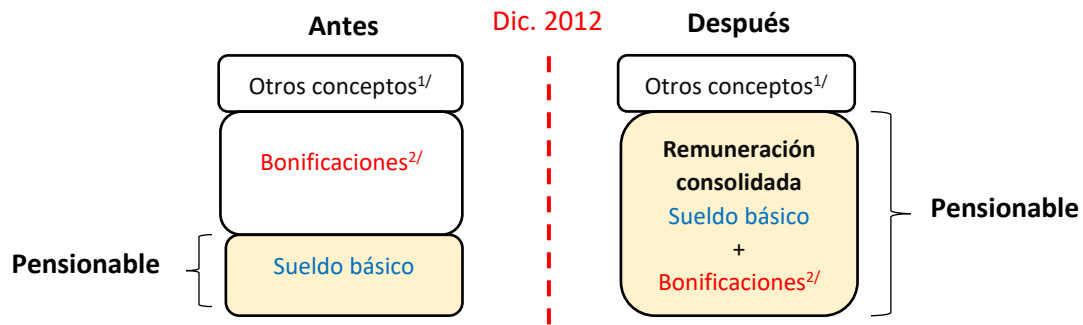 Antes
Dic. 2012
Después
Otros conceptos1/
Bonificaciones2/
Pensionable
Sueldo básico
Otros conceptos1/
Remuneración
consolidada
Sueldo básico
+
Bonificaciones2/
Pensionable